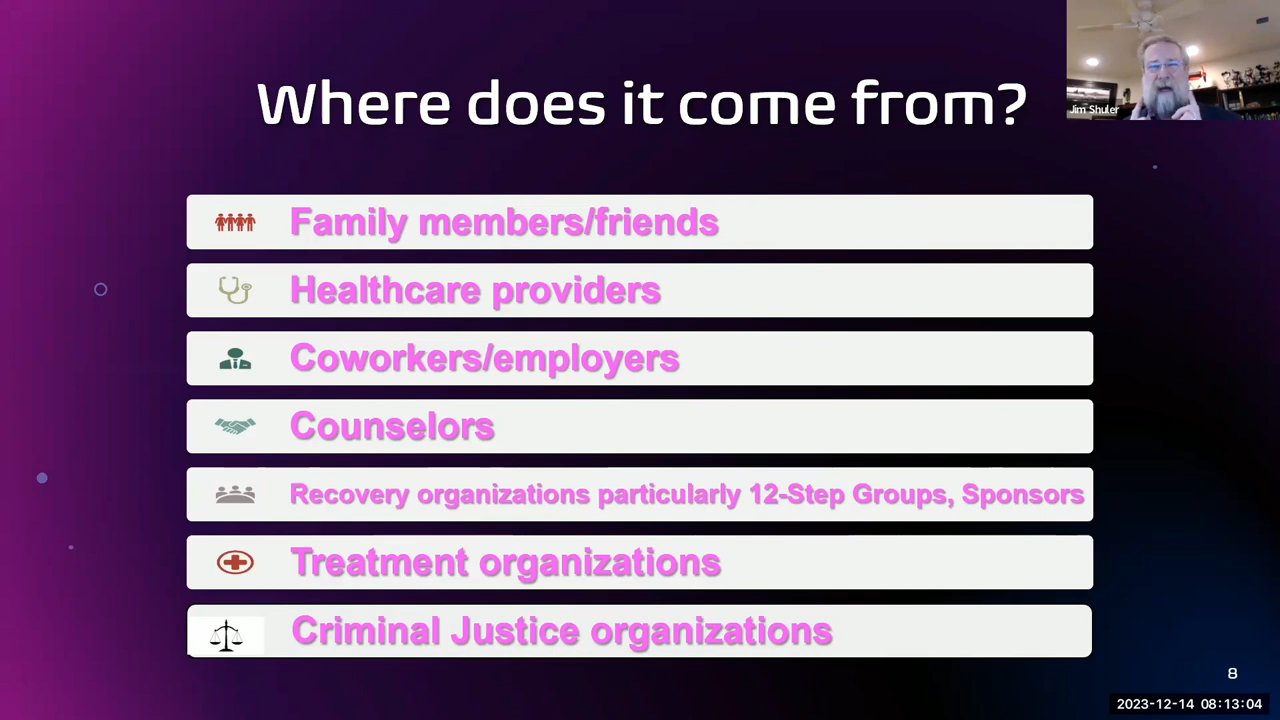 Where does it come from?
Jim Shuler
Family members/friends
Healthcare providers
Coworkers/employers
Counselors
Recovery organizations particularly 12-Step Groups, Sponsors
Treatment organizations
Criminal Justice organizations
8
2023-12-14 08:13:04